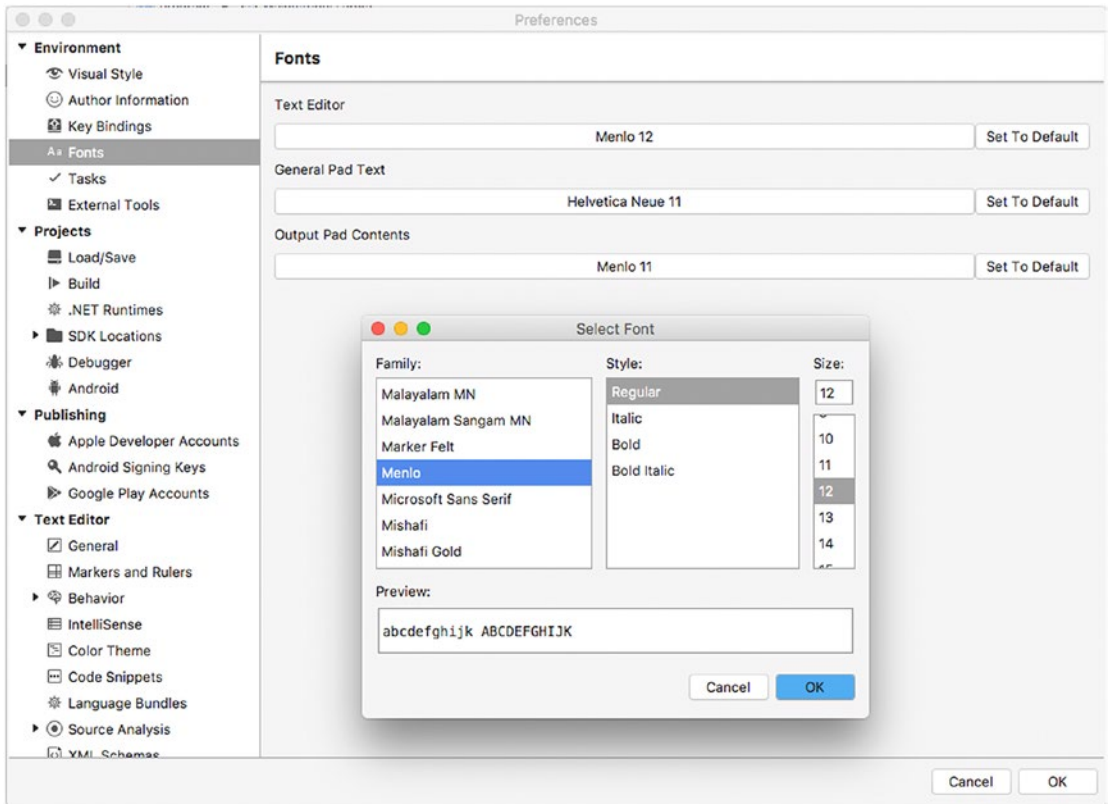 Preferences
Environment
Visual Style
Author Information
Key Bindings
Aa Fonts
Tasks
External Tools
Projects
Load/Save
Build
.NET Runtimes
SDK Locations
Debugger
Android
Publishing
Apple Developer Accounts
Android Signing Keys
Google Play Accounts
Text Editor
General
Markers and Rulers
Behavior
IntelliSense
Color Theme
Code Snippets
Language Bundles
Source Analysis
XML Schemas
Fonts
Text Editor
Menlo 12 Set To Default
General Pad Text
Helvetica Neue 11 Set To Default
Output Pad Contents
Menlo 11 Set To Default
Select Font
Family:
Malayalam MN
Malayalam Sangam MN
Marker Felt
Menlo
Microsoft Sans Serif
Mishafi
Mishafi Gold
Style:
Regular
Italic
Bold
Bold Italic
Size:
12
10
11
12
13
14
Preview:
abcdefghijk ABCDEFGHIJK
Cancel OK
Cancel OK